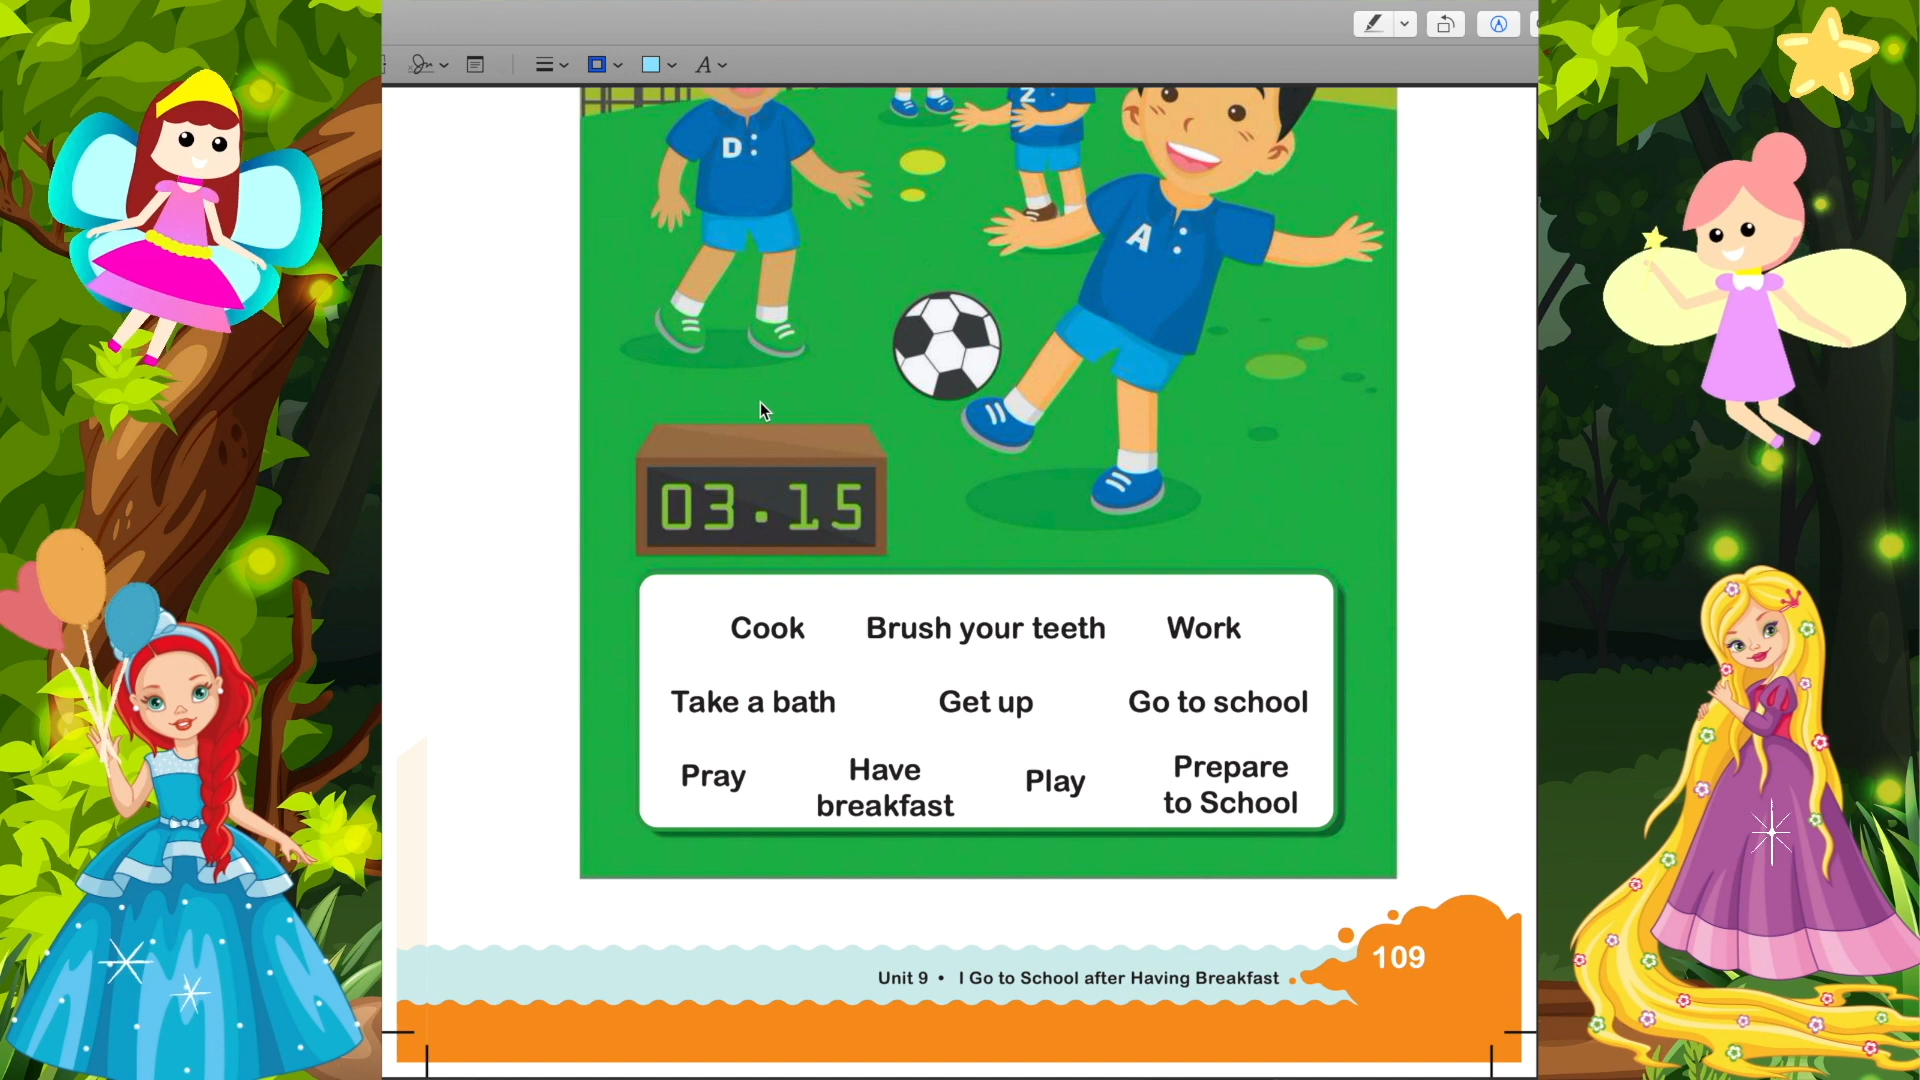 D
N
A
03.15
Cook Brush your teeth Work
Take a bath Get up Go to school
Pray Have breakfast Play Prepare to School
Unit 9 • I Go to School after Having Breakfast
109